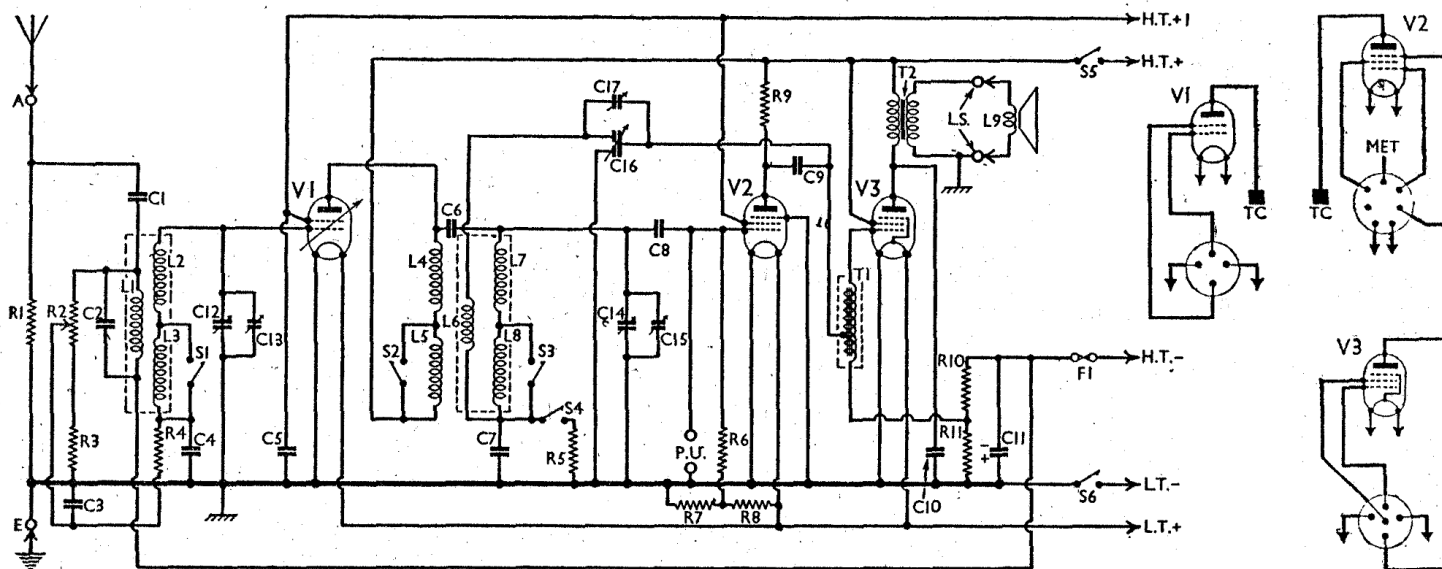 H.T.+1
H.T.+
S5
A
C1
R1
R2
C2
L1
L2
L3
S1
R3
R4
C4
C3
E
C12
C13
C5
V1
L4
L5
S2
C6
L6
L7
L8
S3
S4
C7
R5
C17
C16
C14
C15
C8
P.U.
R6
R7
R8
R9
C9
V2
V3
T1
T2
L.S.
L9
R10
R11
C11
C10
F1
H.T.-
S6
L.T.-
L.T.+
V1
TC
V2
MET
TC
V3